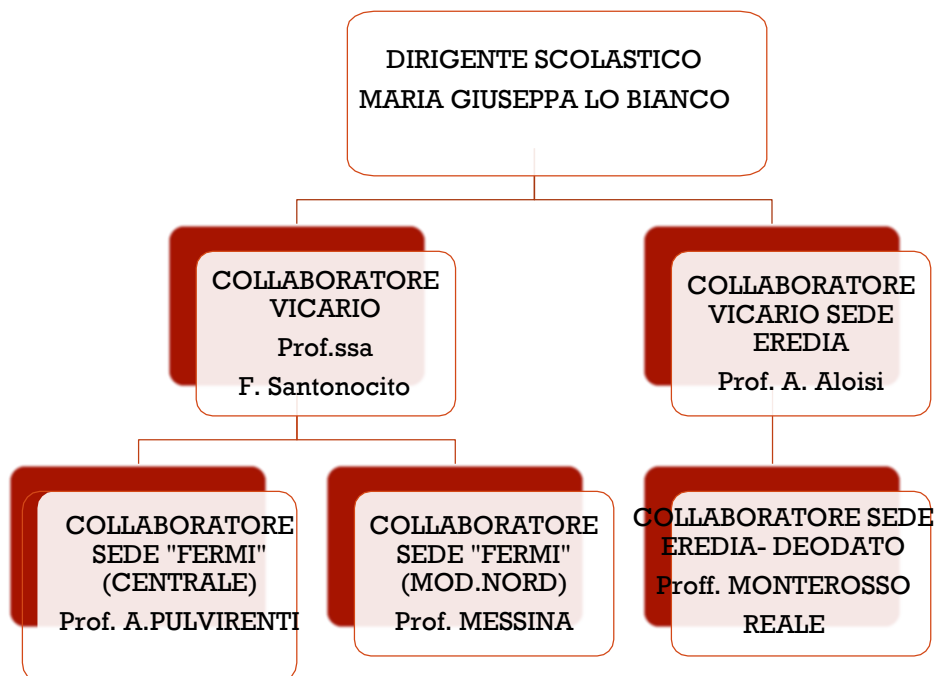 DIRIGENTE SCOLASTICO
MARIA GIUSEPPA LO BIANCO
COLLABORATORE
VICARIO
Prof.ssa
F. Santonocito
COLLABORATORE
VICARIO SEDE
EREDIA
Prof. A. Aloisi
COLLABORATORE
SEDE "FERMI"
(CENTRALE)
Prof. A.PULVIRENTI
COLLABORATORE
SEDE "FERMI"
(MOD.NORD)
Prof. MESSINA
COLLABORATORE SEDE
EREDIA- DEODATO
Proff. MONTEROSSO
REALE